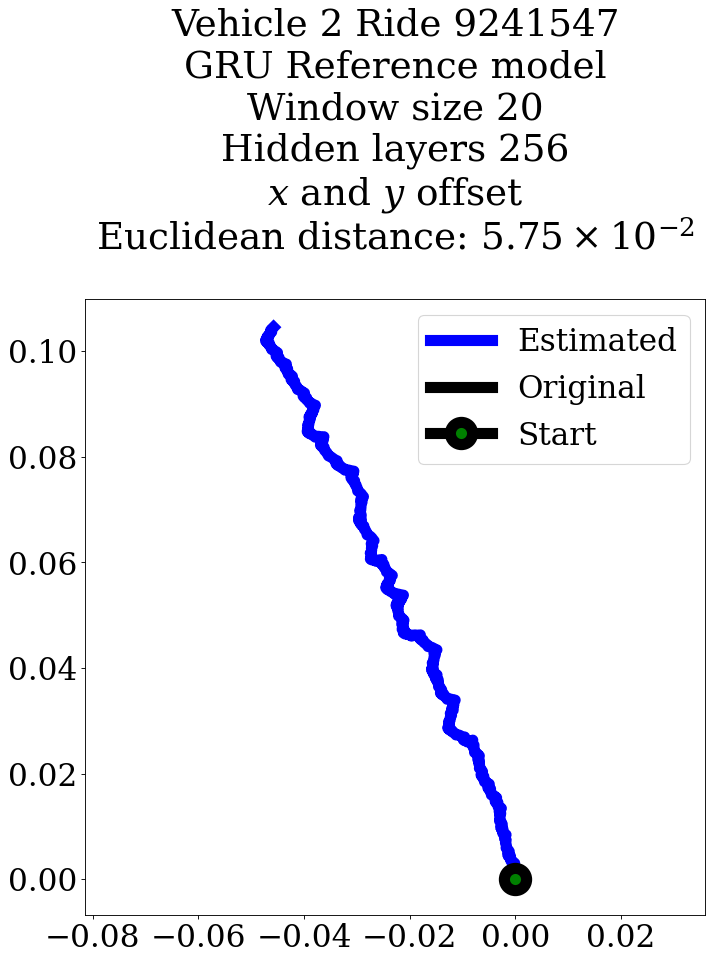 Vehicle 2 Ride 9241547
GRU Reference model
Window size 20
Hidden layers 256
x and y offset
Euclidean distance: 5.75 × 10⁻²
Estimated
Original
Start
0.10
0.08
0.06
0.04
0.02
0.00
−0.08 −0.06 −0.04 −0.02 0.00 0.02